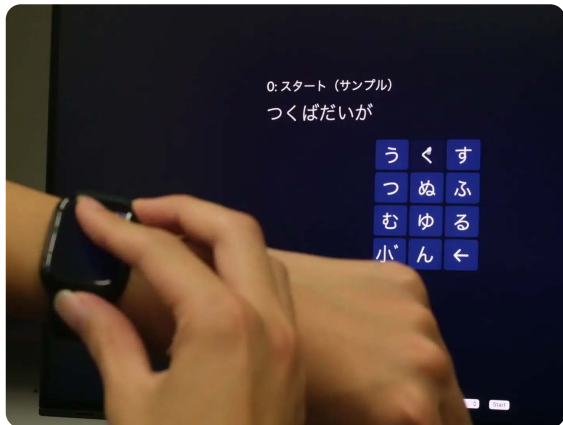 0: スタート（サンプル）
つくばだいが
う く す
つ ぬ ふ
む ゆ る
小゛ ん ←
Start